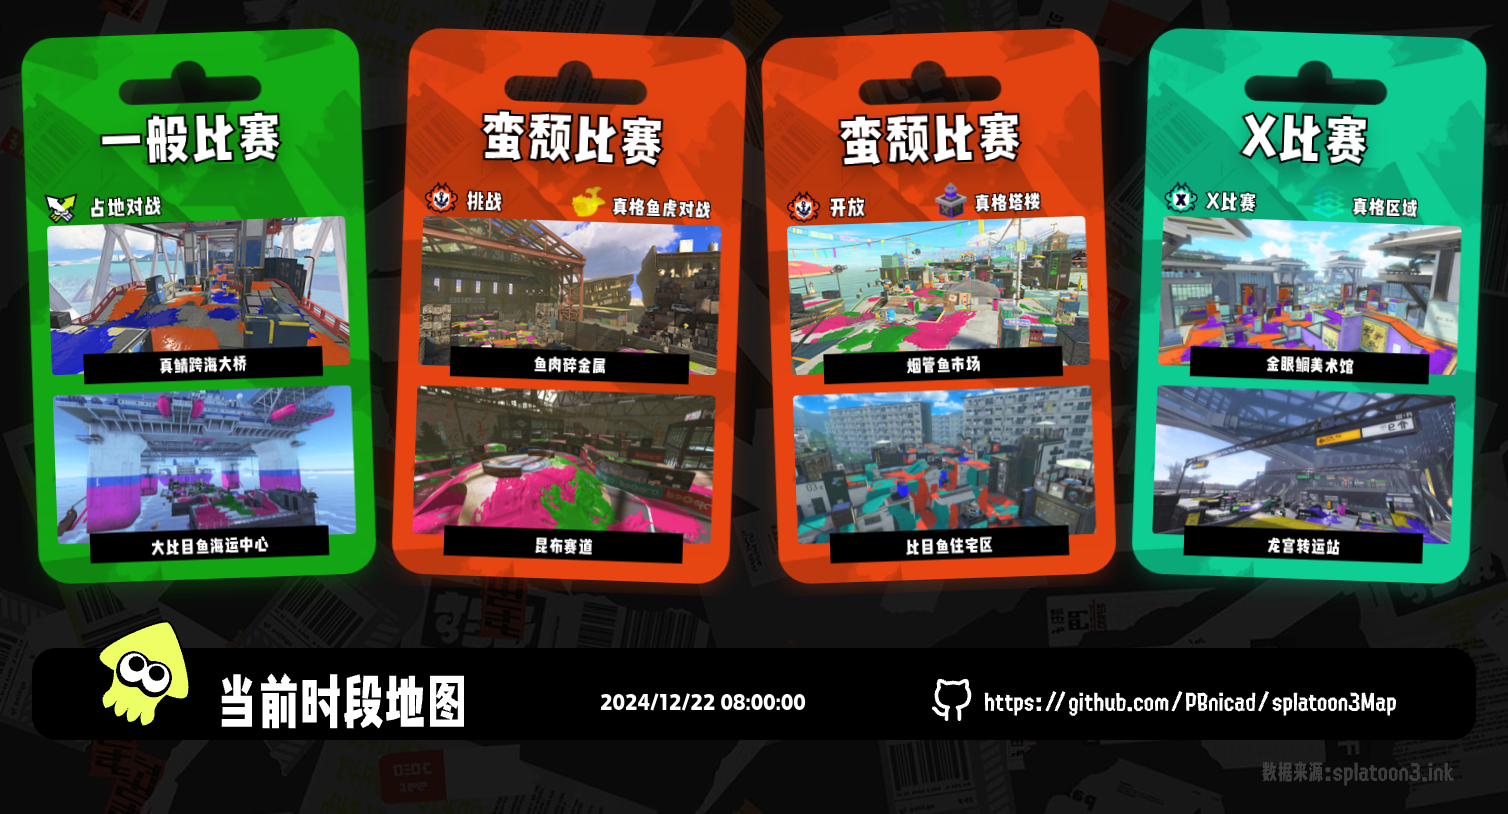 一般比赛
占地对战
真鲭跨海大桥
大比目鱼海运中心
蛮颓比赛
挑战
真格鱼虎对战
鱼肉碎金属
昆布赛道
蛮颓比赛
开放
真格塔楼
烟管鱼市场
比目鱼住宅区
X比赛
X比赛
真格区域
金眼鲷美术馆
龙宫转运站
当前时段地图
2024/12/22 08:00:00
https://github.com/PBnicad/splatoon3Map
数据来源:splatoon3.ink